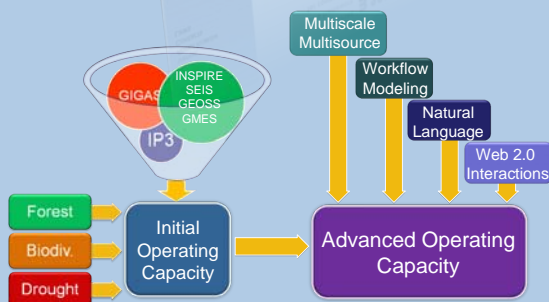 Multiscale
Multisource
INSPIRE
SEIS
GEOSS
GMES
GIGAS
IP3
Workflow
Modeling
Natural
Language
Web 2.0
Interactions
Forest
Biodiv.
Drought
Initial
Operating
Capacity
Advanced Operating
Capacity